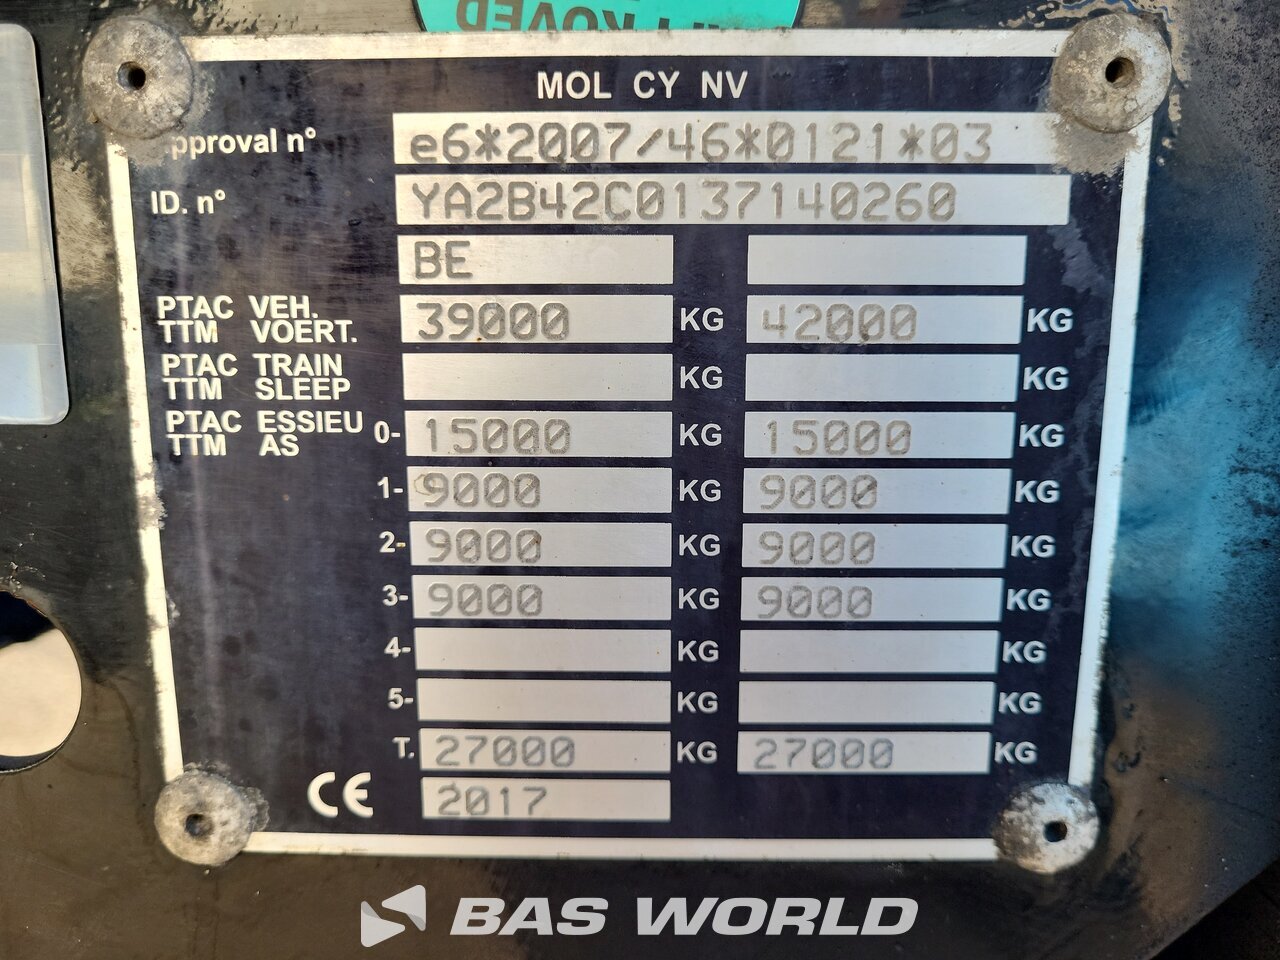 APPROVED
MOL CY NV
Approval n° e6*2007/46*0121*03
ID. n° YA2B42C0137140260
BE
PTAC VEH. 39000 KG 42000 KG
TTM VOERT.
PTAC TRAIN KG KG
TTM SLEEP
PTAC ESSIEU 0- 15000 KG 15000 KG
TTM AS
1- 9000 KG 9000 KG
2- 9000 KG 9000 KG
3- 9000 KG 9000 KG
4- KG KG
5- KG KG
T. 27000 KG 27000 KG
CE 2017
BAS WORLD